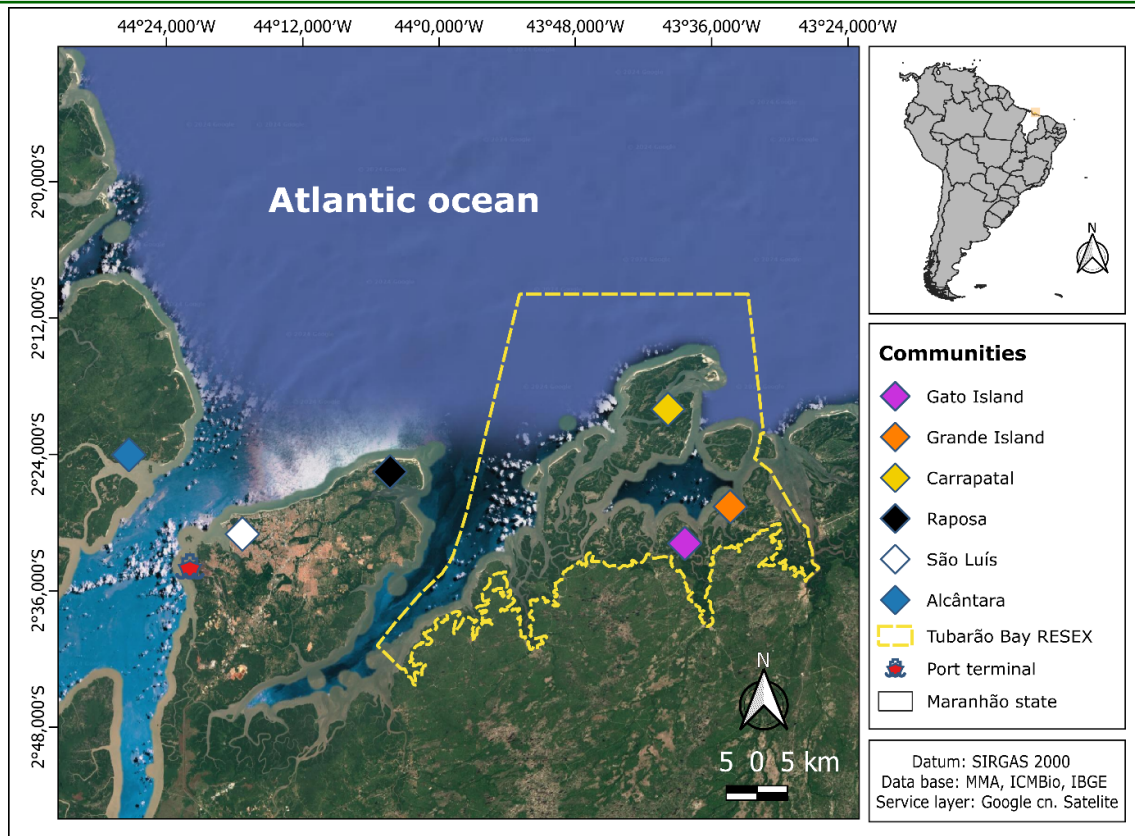 44°24,000′W 44°12,000′W 44°0,000′W 43°48,000′W 43°36,000′W 43°24,000′W
2°0,000′S
2°12,000′S
2°24,000′S
2°36,000′S
2°48,000′S
Atlantic ocean
N
5 0 5 km
N
Communities
Gato Island
Grande Island
Carrapatal
Raposa
São Luís
Alcântara
Tubarão Bay RESEX
Port terminal
Maranhão state
Datum: SIRGAS 2000
Data base: MMA, ICMBio, IBGE
Service layer: Google cn. Satelite